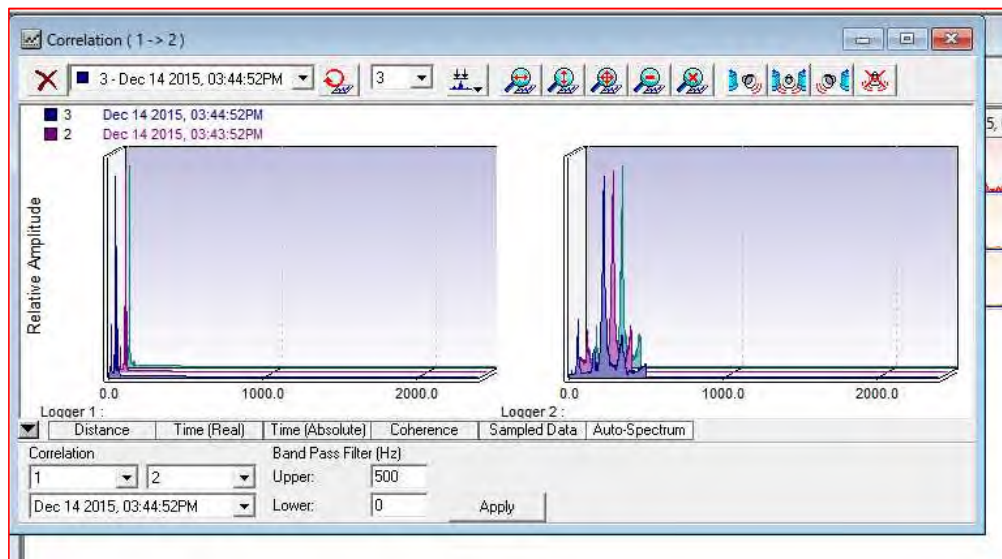 Correlation ( 1 -> 2 )
3 - Dec 14 2015, 03:44:52PM 3
3 Dec 14 2015, 03:44:52PM
2 Dec 14 2015, 03:43:52PM
Relative Amplitude
0.0 1000.0 2000.0 0.0 1000.0 2000.0
Logger 1 : Logger 2 :
Distance Time (Real) Time (Absolute) Coherence Sampled Data Auto-Spectrum
Correlation Band Pass Filter (Hz)
1 2 Upper: 500
Dec 14 2015, 03:44:52PM Lower: 0 Apply